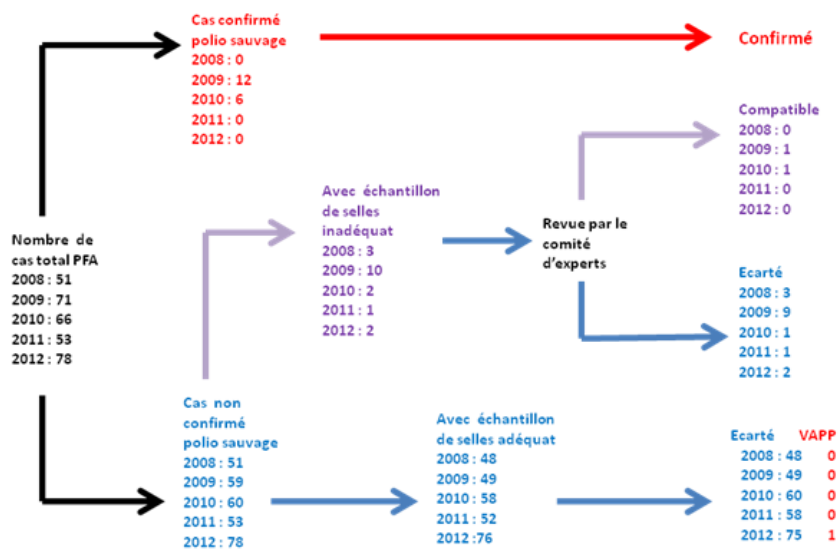 Cas confirmé
polio sauvage
2008 : 0
2009 : 12
2010 : 6
2011 : 0
2012 : 0
Confirmé
Compatible
2008 : 0
2009 : 1
2010 : 1
2011 : 0
2012 : 0
Avec échantillon
de selles
inadéquat
2008 : 3
2009 : 10
2010 : 2
2011 : 1
2012 : 2
Revue par le
comité
d'experts
Nombre de
cas total PFA
2008 : 51
2009 : 71
2010 : 66
2011 : 53
2012 : 78
Ecarté
2008 : 3
2009 : 9
2010 : 1
2011 : 1
2012 : 2
Cas non
confirmé
polio sauvage
2008 : 51
2009 : 59
2010 : 60
2011 : 53
2012 : 78
Avec échantillon
de selles adéquat
2008 : 48
2009 : 49
2010 : 58
2011 : 52
2012 :76
Ecarté VAPP
2008 : 48 0
2009 : 49 0
2010 : 60 0
2011 : 58 0
2012 : 75 1